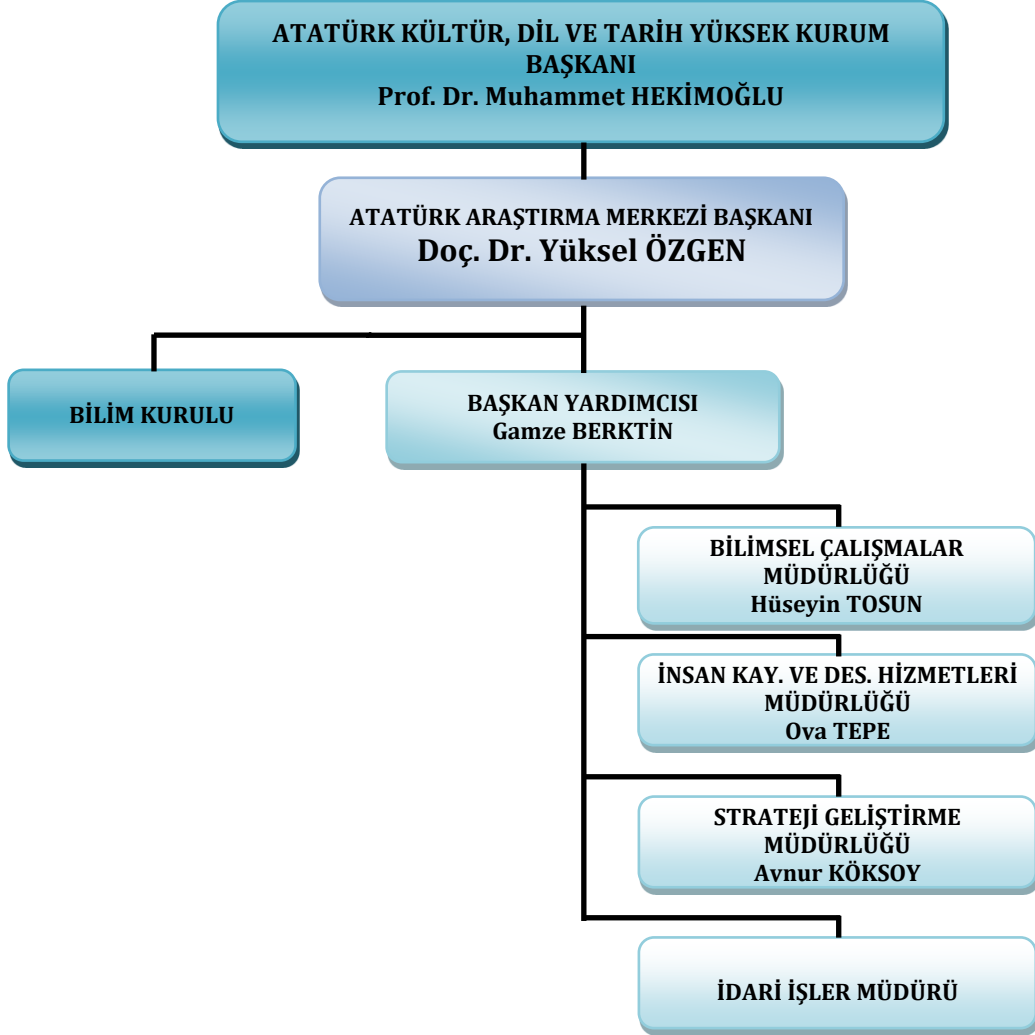 ATATÜRK KÜLTÜR, DİL VE TARİH YÜKSEK KURUM
BAŞKANI
Prof. Dr. Muhammet HEKİMOĞLU
ATATÜRK ARAŞTIRMA MERKEZİ BAŞKANI
Doç. Dr. Yüksel ÖZGEN
BİLİM KURULU
BAŞKAN YARDIMCISI
Gamze BERKTİN
BİLİMSEL ÇALIŞMALAR
MÜDÜRLÜĞÜ
Hüseyin TOSUN
İNSAN KAY. VE DES. HİZMETLERİ
MÜDÜRLÜĞÜ
Ova TEPE
STRATEJİ GELİŞTİRME
MÜDÜRLÜĞÜ
Avnur KÖKSOY
İDARİ İŞLER MÜDÜRÜ